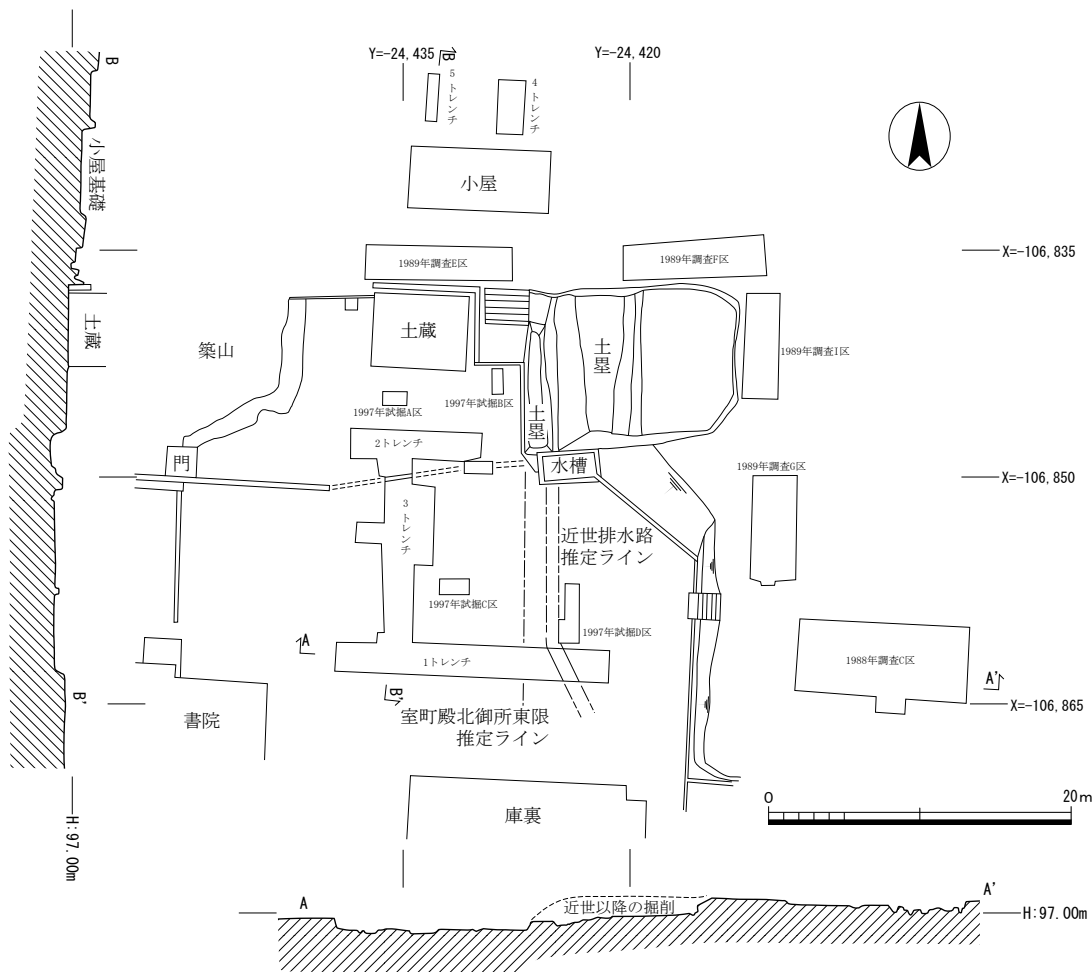 Y=-24,435
Y=-24,420
B
B
5トレンチ
4トレンチ
小屋基礎
小屋
X=-106,835
1989年調査E区
1989年調査F区
土蔵
築山
土蔵
土塁
1989年調査I区
1997年試掘A区
1997年試掘B区
土塁
2トレンチ
門
水槽
1989年調査G区
X=-106,850
3トレンチ
近世排水路
推定ライン
1997年試掘C区
1997年試掘D区
A
1トレンチ
1988年調査C区
A'
B'
B'
書院
室町殿北御所東限
推定ライン
X=-106,865
H:97.00m
庫裏
0
20m
A
近世以降の掘削
A'
H:97.00m